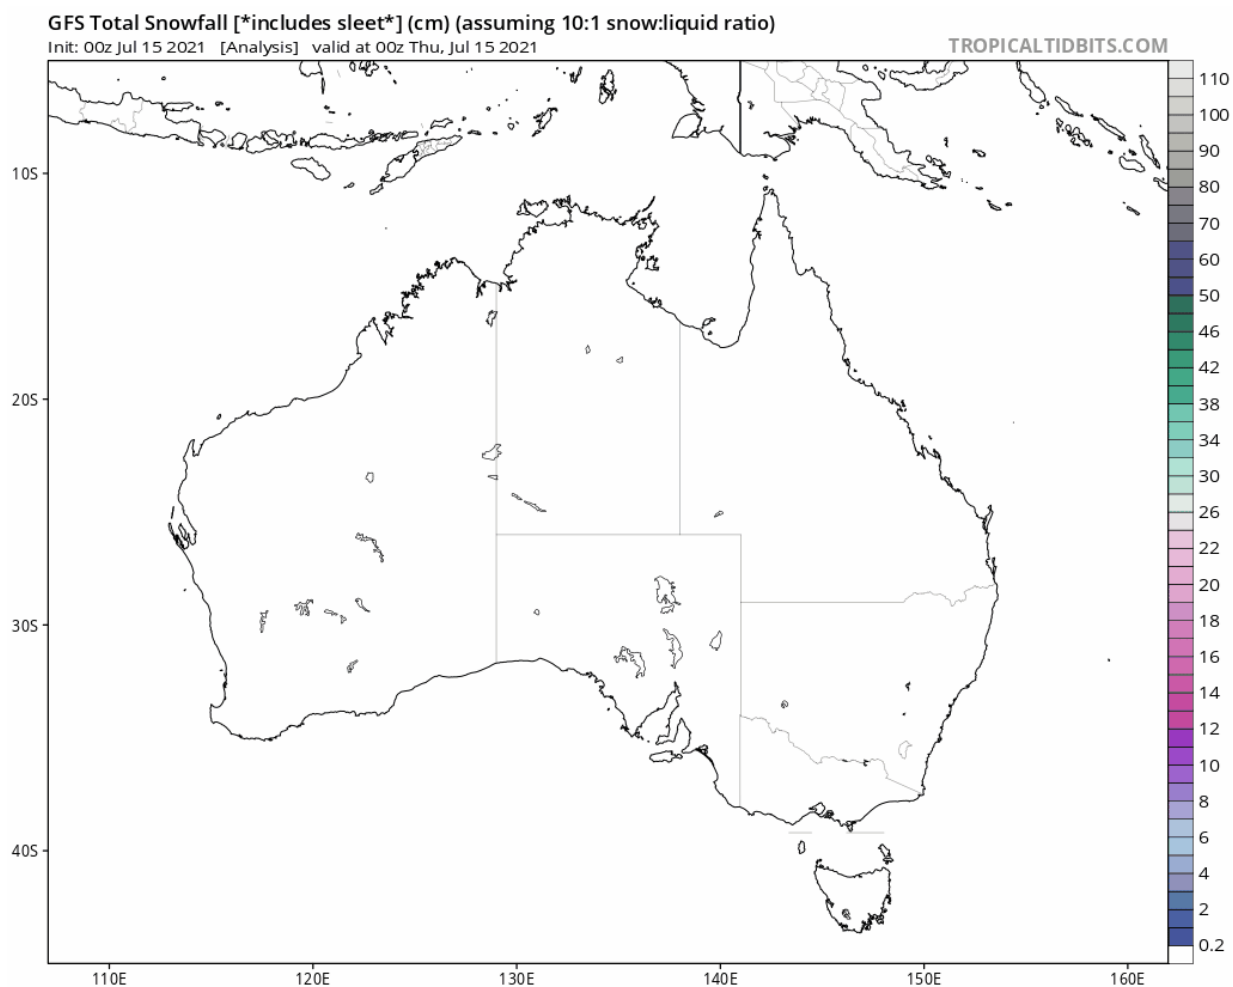 GFS Total Snowfall [*includes sleet*] (cm) (assuming 10:1 snow:liquid ratio)
Init: 00z Jul 15 2021 [Analysis] valid at 00z Thu, Jul 15 2021
TROPICALTIDBITS.COM
110
100
90
80
70
60
50
46
42
38
34
30
26
22
20
18
16
14
12
10
8
6
4
2
0.2
10S
20S
30S
40S
110E
120E
130E
140E
150E
160E